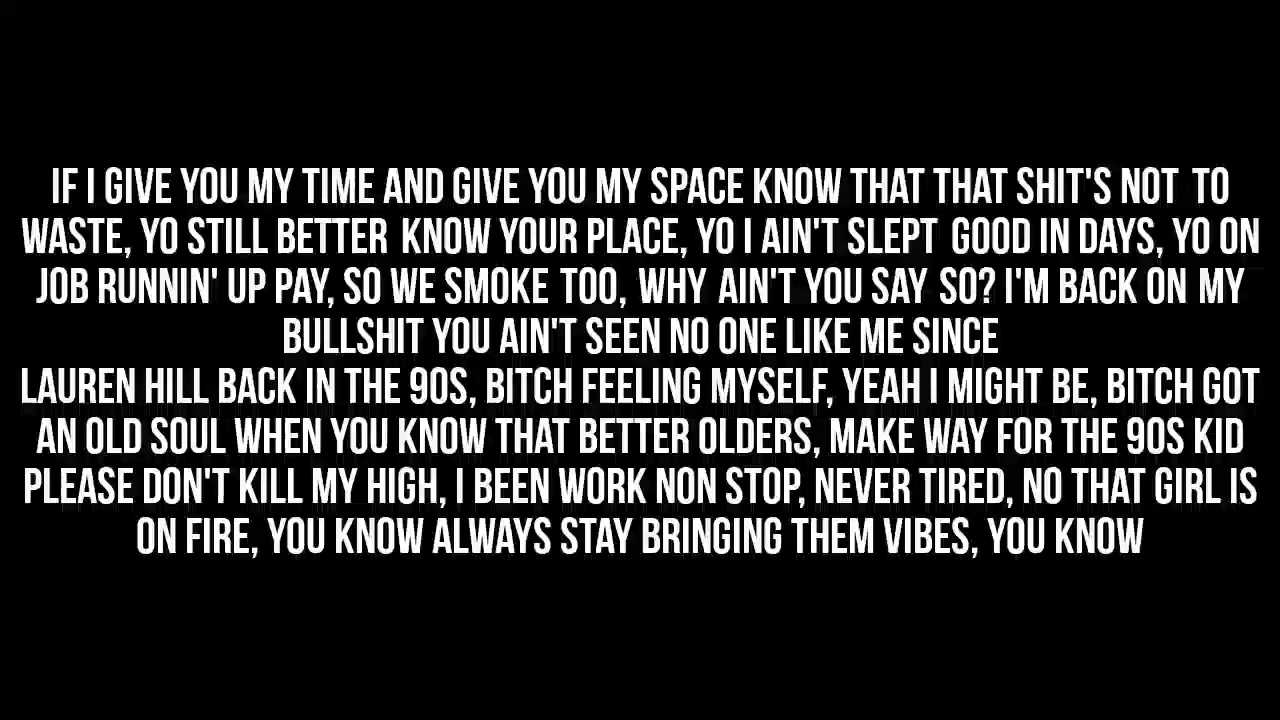 IF I GIVE YOU MY TIME AND GIVE YOU MY SPACE KNOW THAT THAT SHIT'S NOT TO
WASTE, YO STILL BETTER KNOW YOUR PLACE, YO I AIN'T SLEPT GOOD IN DAYS, YO ON
JOB RUNNIN' UP PAY, SO WE SMOKE TOO, WHY AIN'T YOU SAY SO? I'M BACK ON MY
BULLSHIT YOU AIN'T SEEN NO ONE LIKE ME SINCE
LAUREN HILL BACK IN THE 90S, BITCH FEELING MYSELF, YEAH I MIGHT BE, BITCH GOT
AN OLD SOUL WHEN YOU KNOW THAT BETTER OLDERS, MAKE WAY FOR THE 90S KID
PLEASE DON'T KILL MY HIGH, I BEEN WORK NON STOP, NEVER TIRED, NO THAT GIRL IS
ON FIRE, YOU KNOW ALWAYS STAY BRINGING THEM VIBES, YOU KNOW